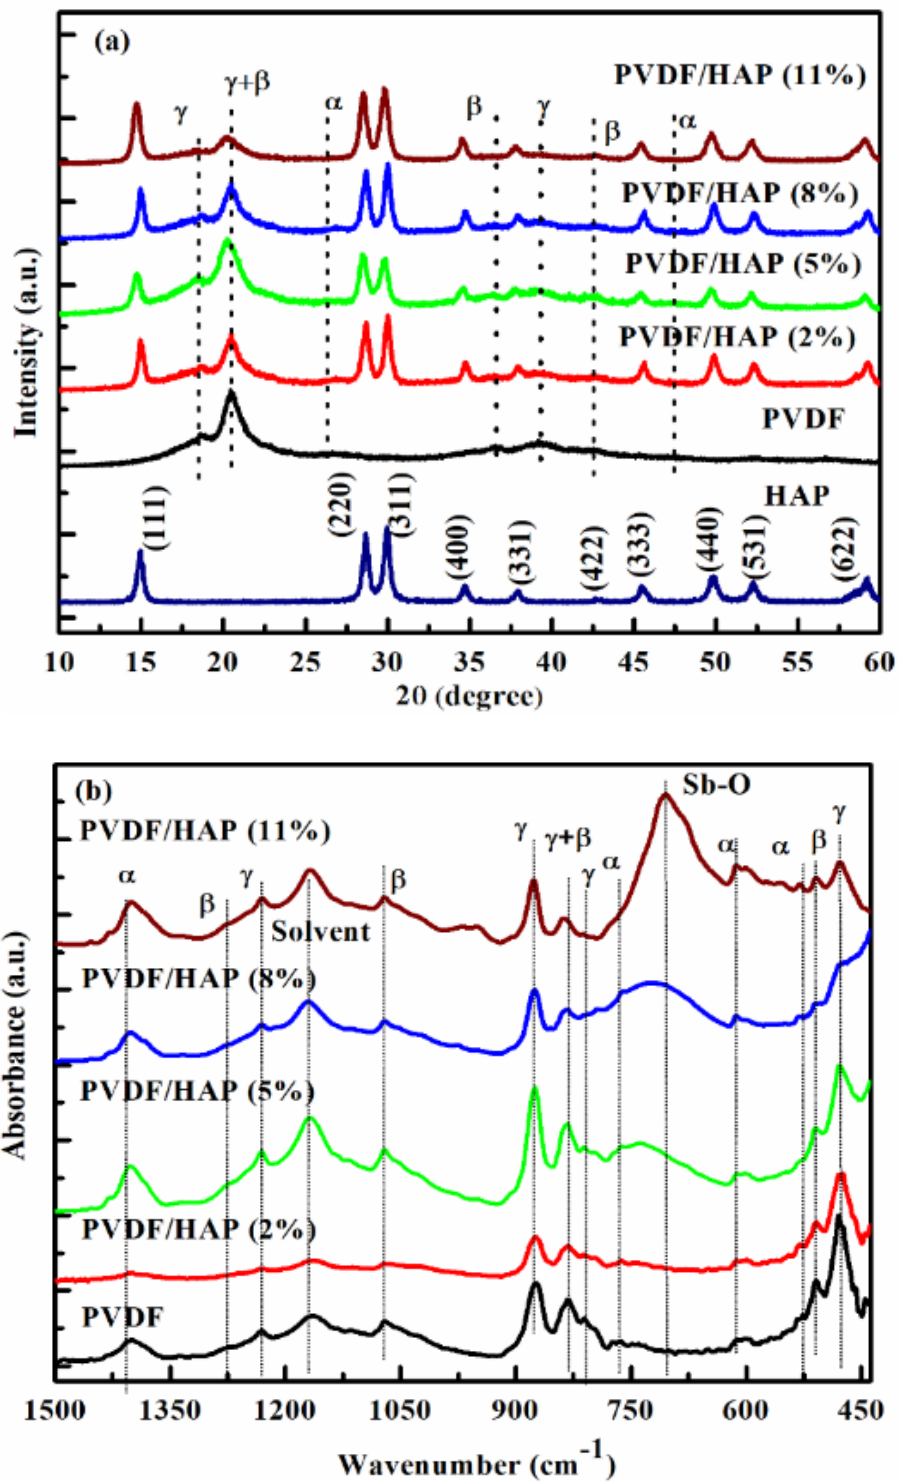 (a)
PVDF/HAP (11%)
γ γ+β α β γ β α
PVDF/HAP (8%)
PVDF/HAP (5%)
PVDF/HAP (2%)
PVDF
HAP
(111) (220) (311) (400) (331) (422) (333) (440) (531) (622)
Intensity (a.u.)
10 15 20 25 30 35 40 45 50 55 60
2θ (degree)
(b)
Sb-O
PVDF/HAP (11%)
α β γ β γ γ+β γ α α α β γ
Solvent
PVDF/HAP (8%)
PVDF/HAP (5%)
PVDF/HAP (2%)
PVDF
Absorbance (a.u.)
1500 1350 1200 1050 900 750 600 450
Wavenumber (cm⁻¹)